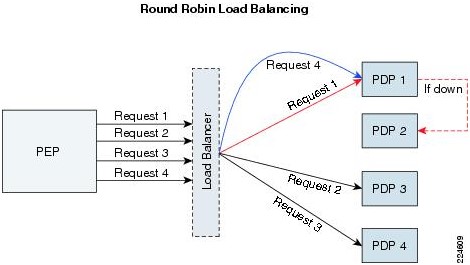 Round Robin Load Balancing
PEP
Request 1
Request 2
Request 3
Request 4
Load Balancer
Request 4
Request 1
Request 2
Request 3
PDP 1
If down
PDP 2
PDP 3
PDP 4
224609